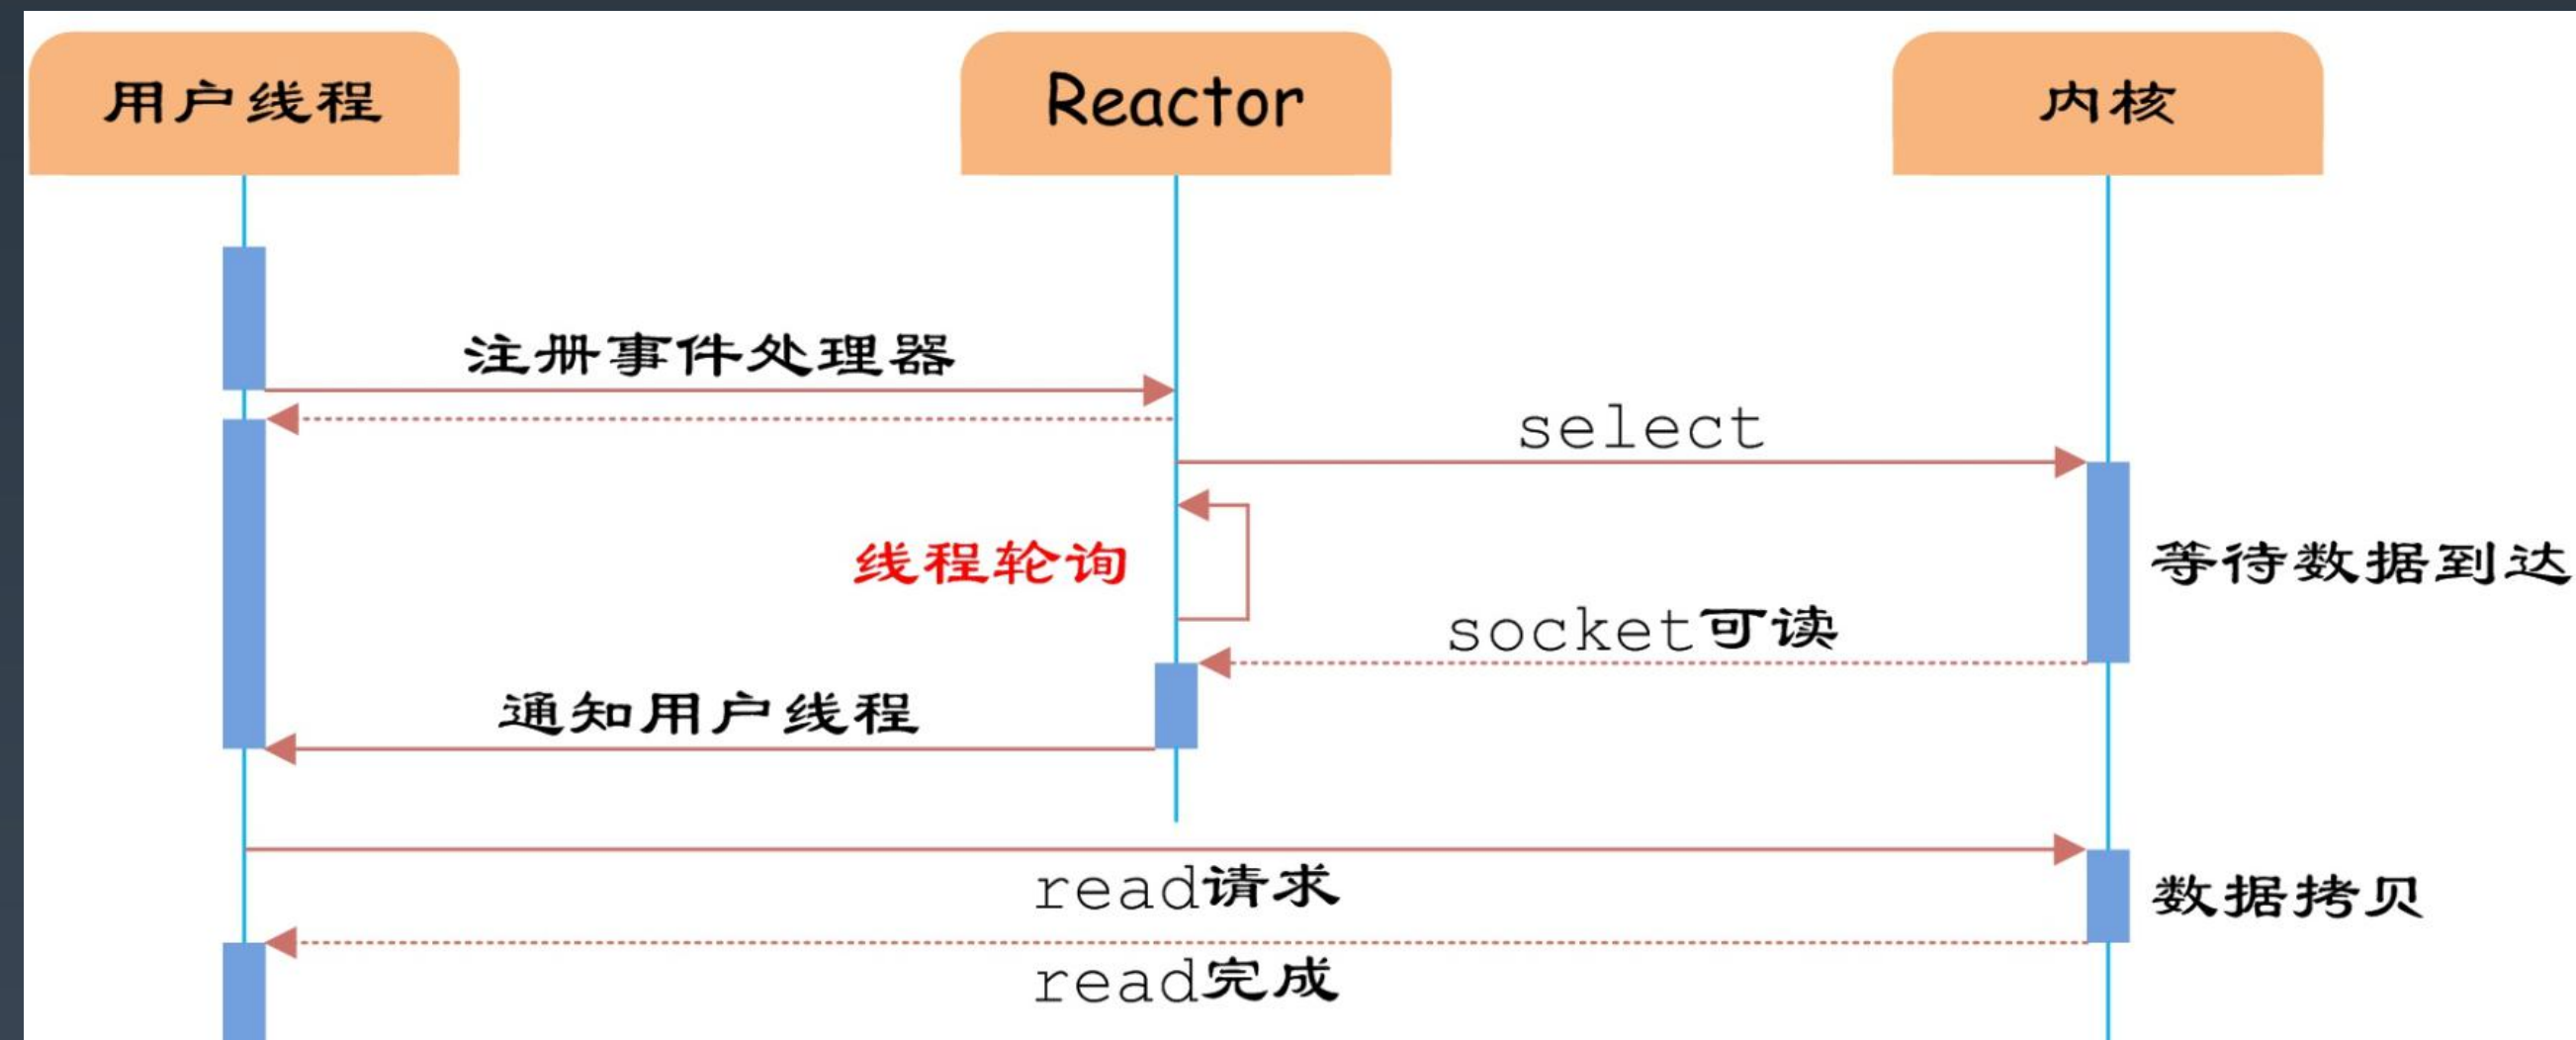 用户线程
Reactor
内核
注册事件处理器
select
线程轮询
等待数据到达
socket可读
通知用户线程
read请求
数据拷贝
read完成